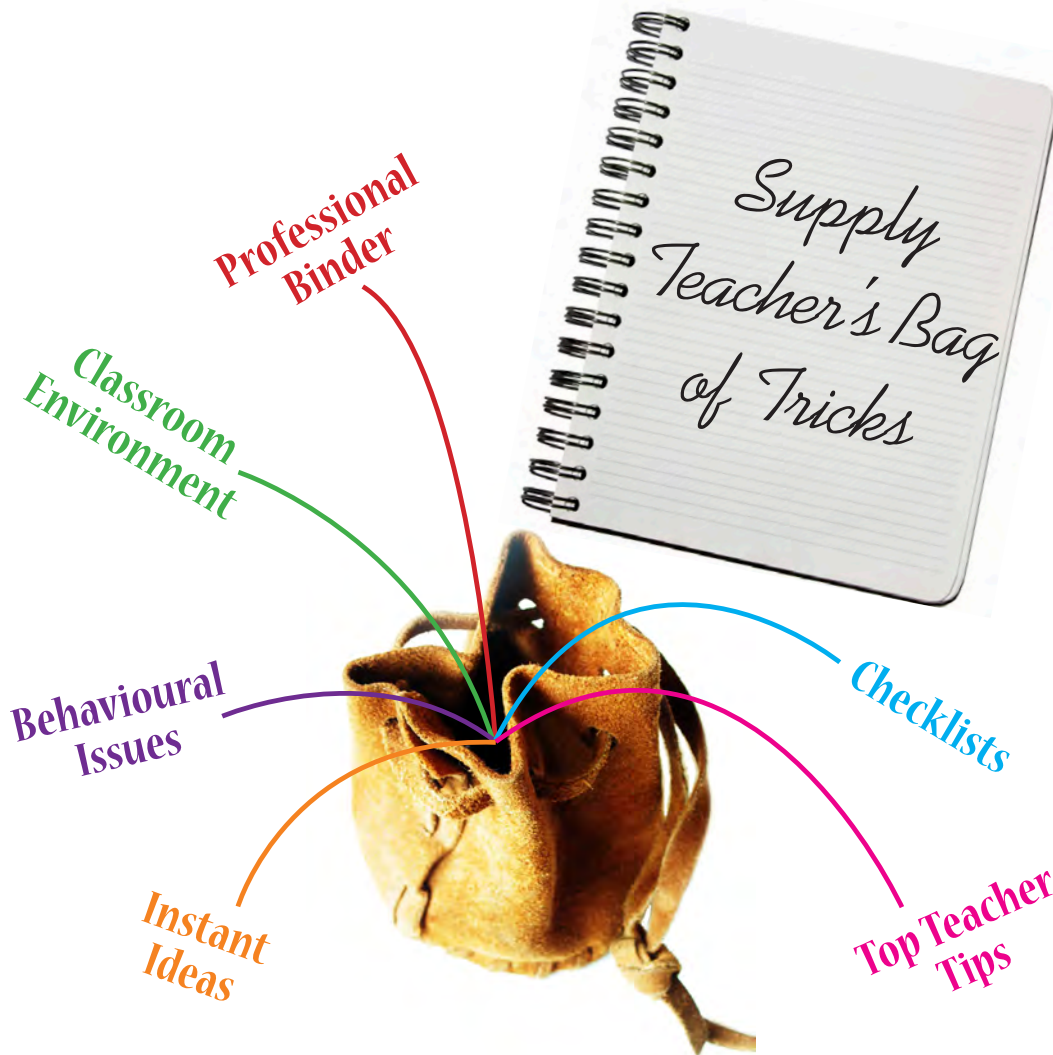 Supply
Teacher's Bag
of Tricks
Professional
Binder
Classroom
Environment
Behavioural
Issues
Instant
Ideas
Checklists
Top Teacher
Tips